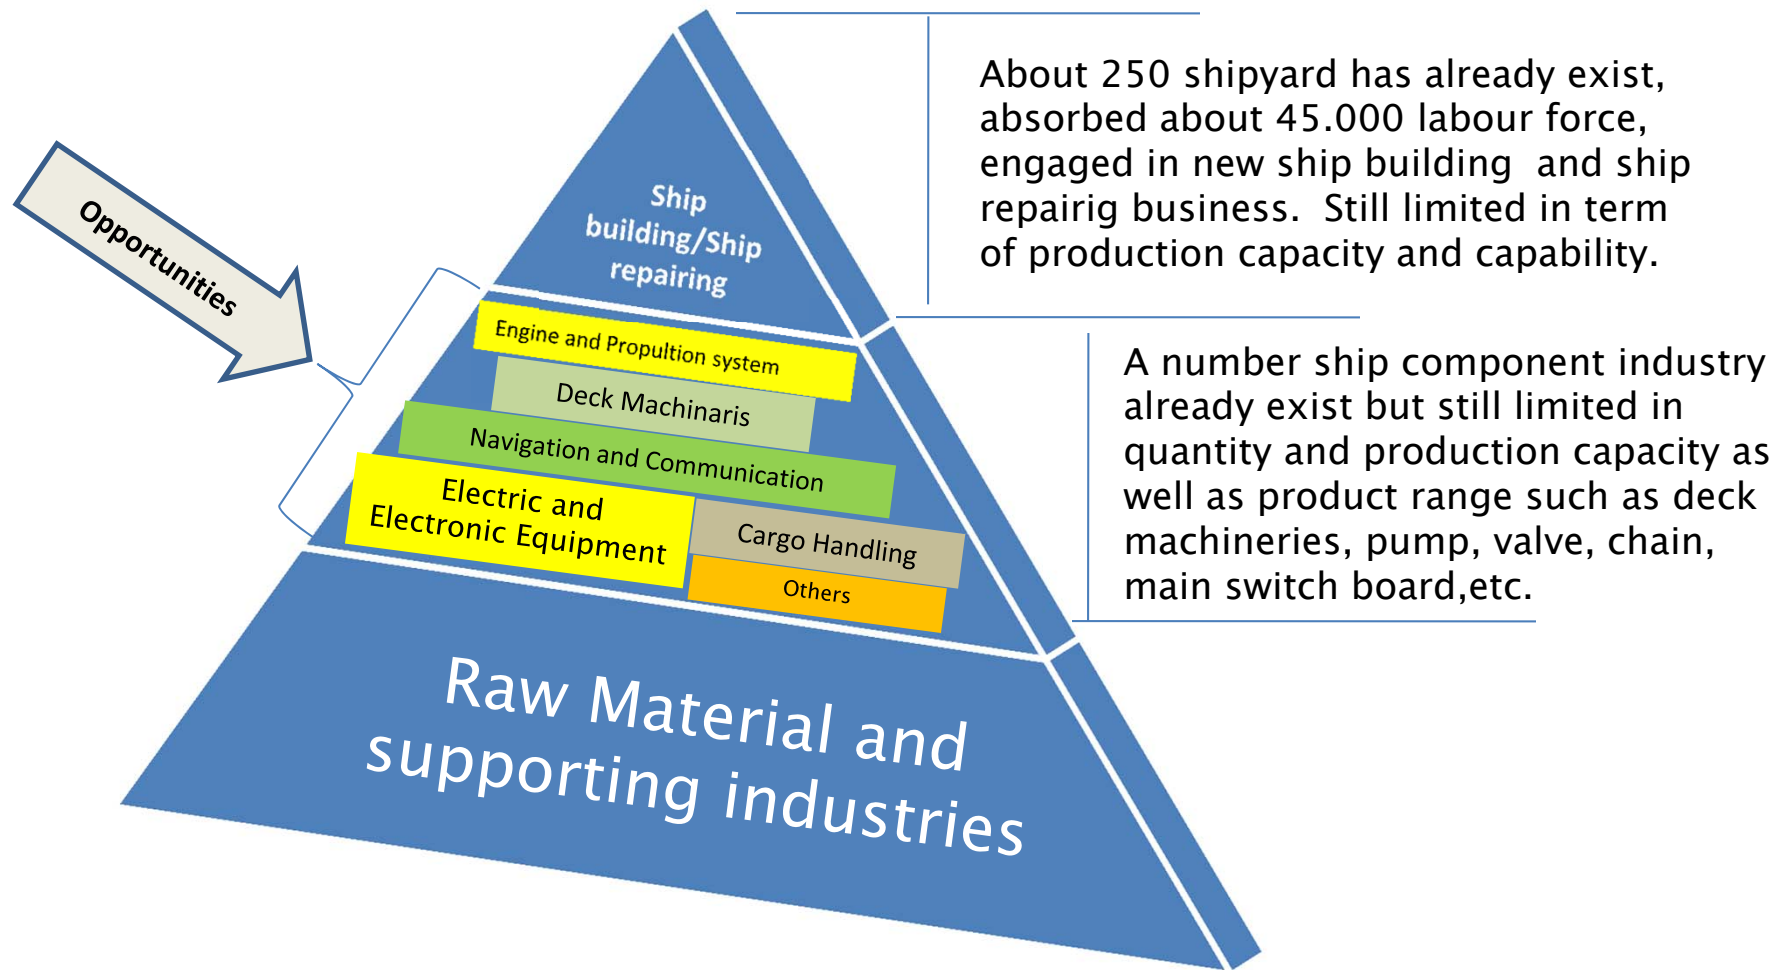 Opportunities
Ship
building/Ship
repairing
Engine and Propultion system
Deck Machinaris
Navigation and Communication
Electric and
Electronic Equipment
Cargo Handling
Others
Raw Material and
supporting industries
About 250 shipyard has already exist,
absorbed about 45.000 labour force,
engaged in new ship building  and ship
repairig business.  Still limited in term
of production capacity and capability.
A number ship component industry
already exist but still limited in
quantity and production capacity as
well as product range such as deck
machineries, pump, valve, chain,
main switch board,etc.